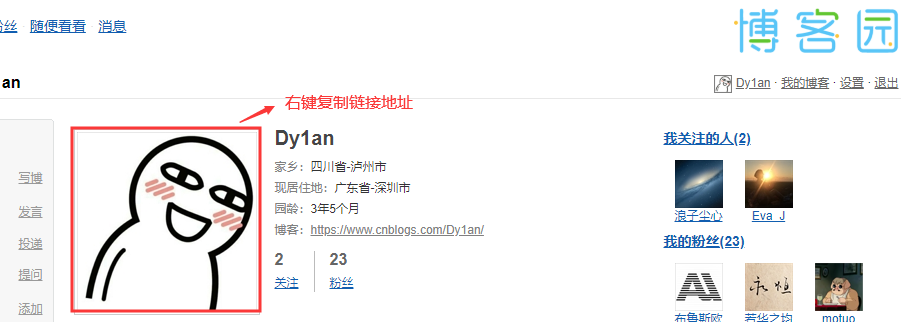 粉丝 · 随便看看 · 消息
博客园
an
Dy1an · 我的博客 · 设置 · 退出
右键复制链接地址
写博
发言
投递
提问
添加
Dy1an
家乡：四川省-泸州市
现居住地：广东省-深圳市
园龄：3年5个月
博客：https://www.cnblogs.com/Dy1an/
2 23
关注 粉丝
我关注的人(2)
浪子尘心 Eva_J
我的粉丝(23)
布鲁斯欧 若华之均 motuo